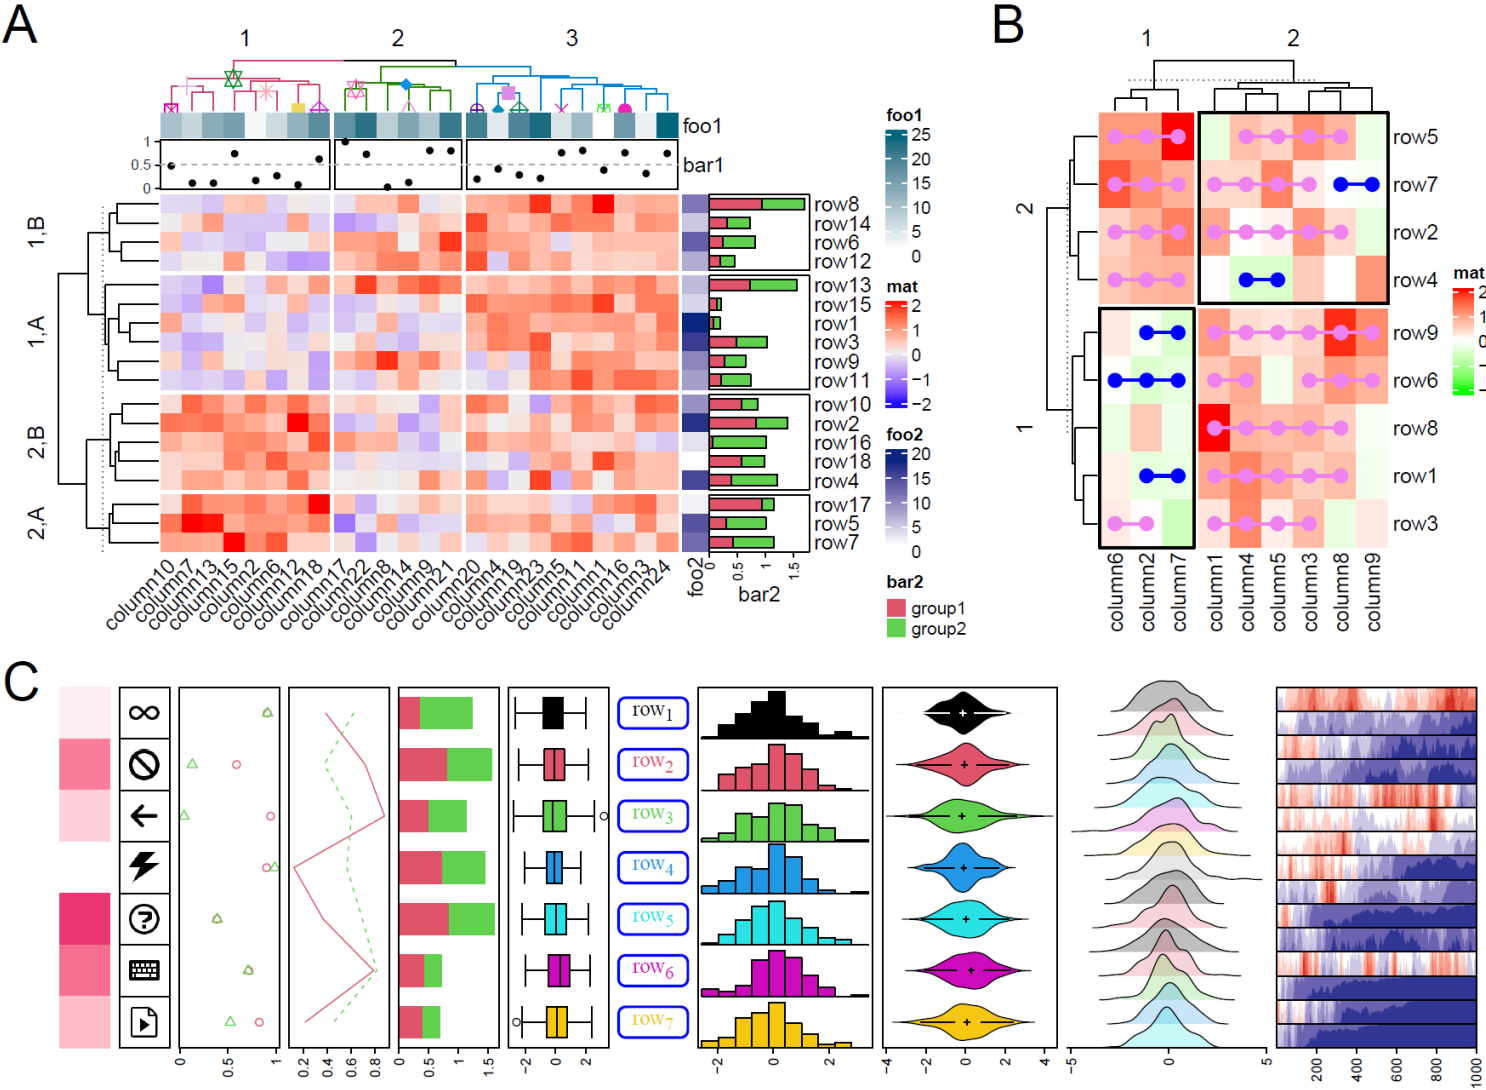 A
1
2
3
foo1
1
0.5
0
bar1
1,B
1,A
2,B
2,A
row8
row14
row6
row12
row13
row15
row1
row3
row9
row11
row10
row2
row16
row18
row4
row17
row5
row7
column10
column7
column13
column15
column2
column6
column12
column18
column17
column22
column8
column14
column9
column21
column20
column4
column19
column23
column5
column11
column1
column16
column3
column24
foo2
0
0.5
1
1.5
bar2
foo1
25
20
15
10
5
0
mat
2
1
0
−1
−2
foo2
20
15
10
5
0
bar2
group1
group2
B
1
2
2
1
row5
row7
row2
row4
row9
row6
row8
row1
row3
column6
column2
column7
column1
column4
column5
column3
column8
column9
mat
2
1
0
C
row1
row2
row3
row4
row5
row6
row7
0
0.5
1
0.2
0.4
0.6
0.8
0
0.5
1
1.5
−2
0
2
−2
0
2
−4
−2
0
2
4
−5
0
5
200
400
600
800
1000